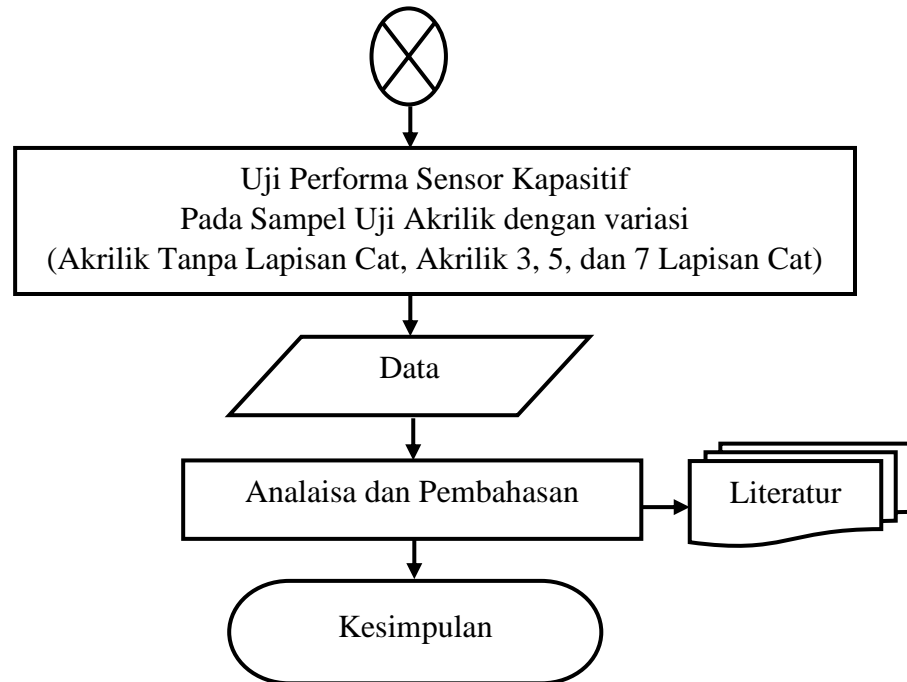 Uji Performa Sensor Kapasitif
Pada Sampel Uji Akrilik dengan variasi
(Akrilik Tanpa Lapisan Cat, Akrilik 3, 5, dan 7 Lapisan Cat)
Data
Analaisa dan Pembahasan
Literatur
Kesimpulan